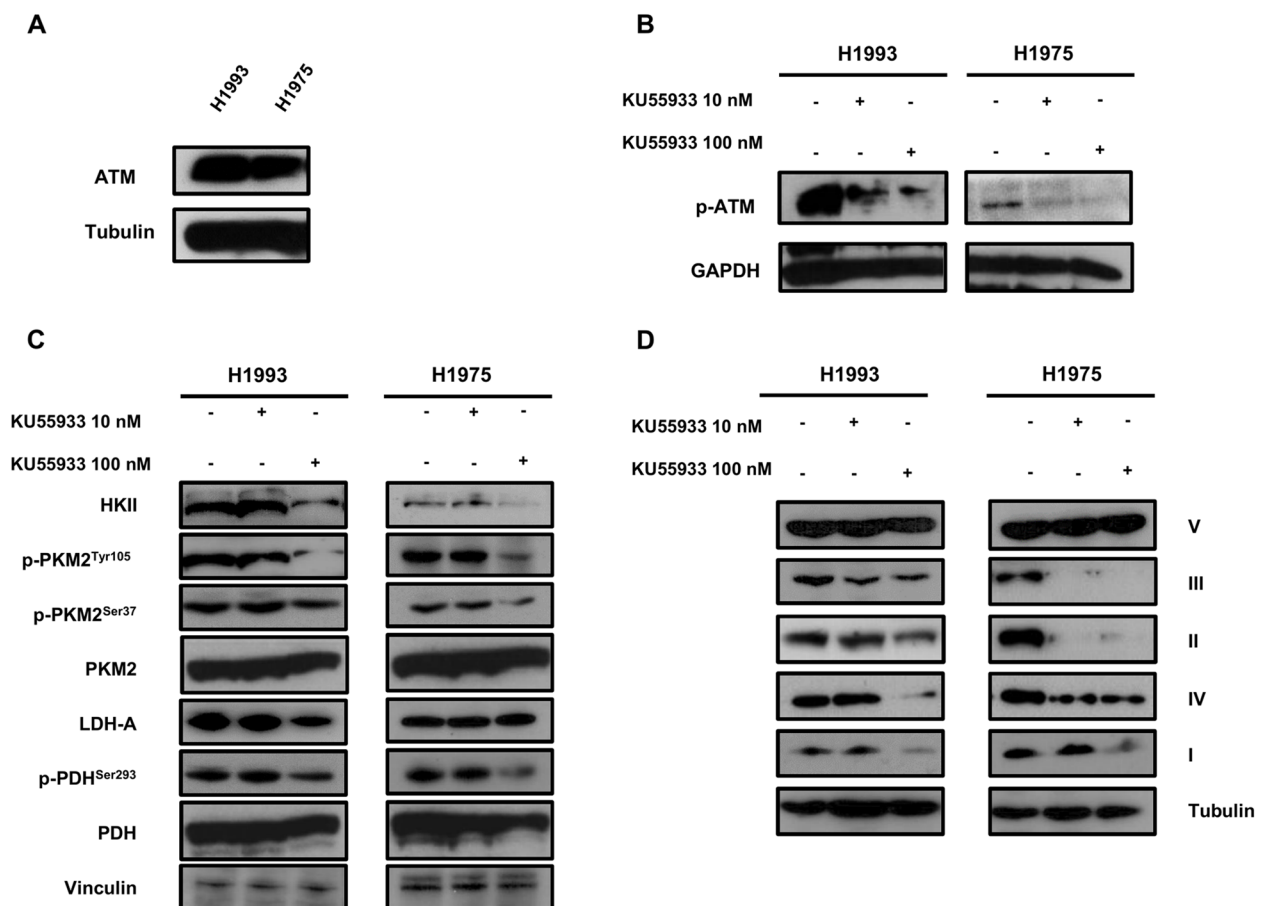 A
H1993 H1975
ATM
Tubulin
B
H1993 H1975
KU55933 10 nM - + - - + -
KU55933 100 nM - - + - - +
p-ATM
GAPDH
C
H1993 H1975
KU55933 10 nM - + - - + -
KU55933 100 nM - - + - - +
HKII
p-PKM2Tyr105
p-PKM2Ser37
PKM2
LDH-A
p-PDHSer293
PDH
Vinculin
D
H1993 H1975
KU55933 10 nM - + - - + -
KU55933 100 nM - - + - - +
V
III
II
IV
I
Tubulin